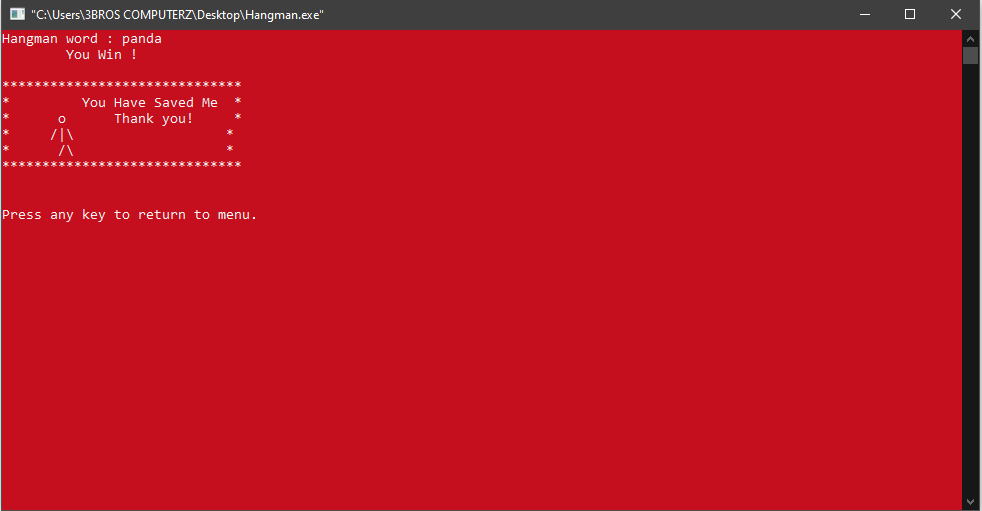 "C:\Users\3BROS COMPUTERZ\Desktop\Hangman.exe"
Hangman word : panda
        You Win !
******************************
*         You Have Saved Me  *
*      o      Thank you!     *
*     /|\                   *
*      /\                   *
******************************
Press any key to return to menu.